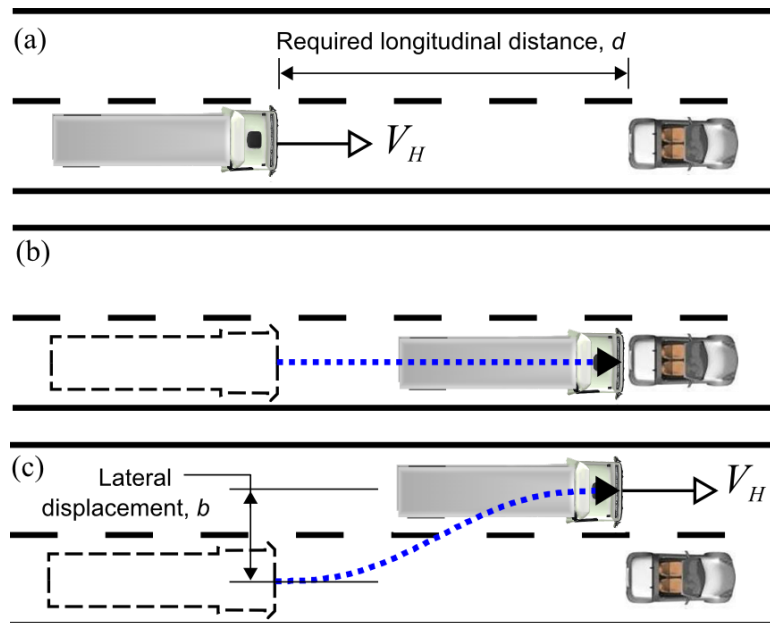 (a)
Required longitudinal distance, d
V_H
(b)
(c)
Lateral
displacement, b
V_H